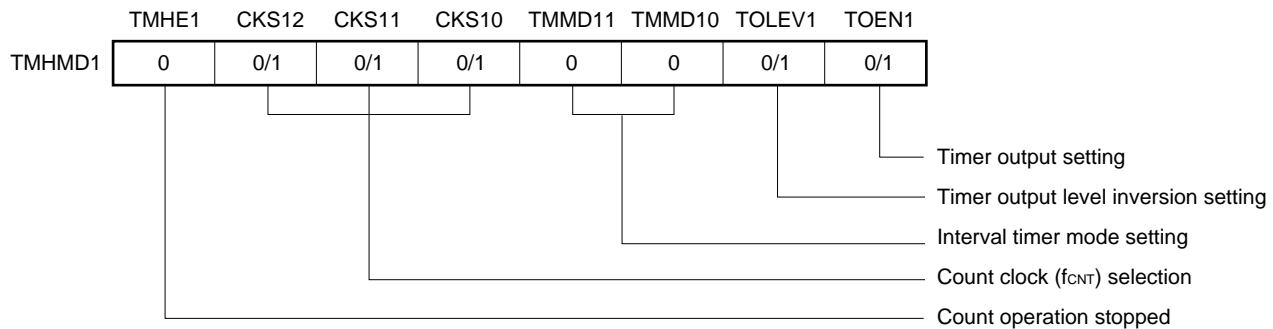 TMHE1 CKS12 CKS11 CKS10 TMMD11 TMMD10 TOLEV1 TOEN1
TMHMD1 0 0/1 0/1 0/1 0 0 0/1 0/1
Timer output setting
Timer output level inversion setting
Interval timer mode setting
Count clock (fCNT) selection
Count operation stopped